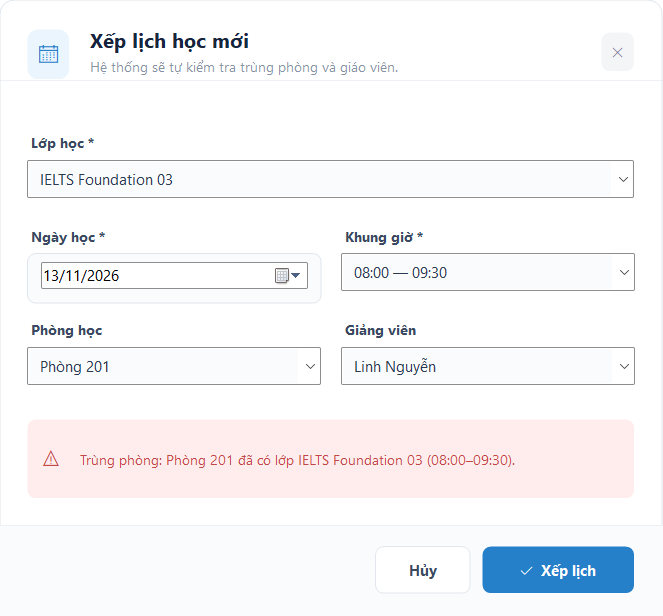 Xếp lịch học mới
Hệ thống sẽ tự kiểm tra trùng phòng và giáo viên.
Lớp học *
IELTS Foundation 03
Ngày học *
Khung giờ *
13/11/2026
08:00 — 09:30
Phòng học
Giảng viên
Phòng 201
Linh Nguyễn
Trùng phòng: Phòng 201 đã có lớp IELTS Foundation 03 (08:00–09:30).
Hủy
Xếp lịch